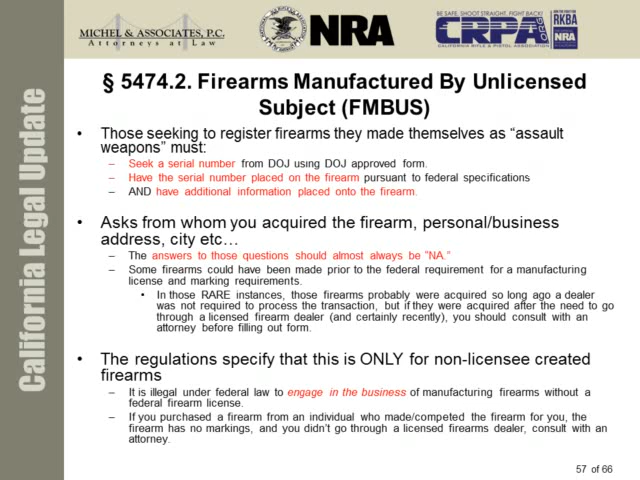 MICHEL & ASSOCIATES, P.C.
Attorneys at Law
NRA
BE SAFE, SHOOT STRAIGHT, FIGHT BACK!
CRPA.ORG
CALIFORNIA RIFLE & PISTOL ASSOCIATION
RKBA
NRA
California Legal Update
§ 5474.2. Firearms Manufactured By Unlicensed
Subject (FMBUS)
• Those seeking to register firearms they made themselves as “assault
weapons” must:
– Seek a serial number from DOJ using DOJ approved form.
– Have the serial number placed on the firearm pursuant to federal specifications
– AND have additional information placed onto the firearm.
• Asks from whom you acquired the firearm, personal/business
address, city etc…
– The answers to those questions should almost always be “NA.”
– Some firearms could have been made prior to the federal requirement for a manufacturing
license and marking requirements.
• In those RARE instances, those firearms probably were acquired so long ago a dealer
was not required to process the transaction, but if they were acquired after the need to go
through a licensed firearm dealer (and certainly recently), you should consult with an
attorney before filling out form.
• The regulations specify that this is ONLY for non-licensee created
firearms
– It is illegal under federal law to engage in the business of manufacturing firearms without a
federal firearm license.
– If you purchased a firearm from an individual who made/competed the firearm for you, the
firearm has no markings, and you didn’t go through a licensed firearms dealer, consult with an
attorney.
57 of 66